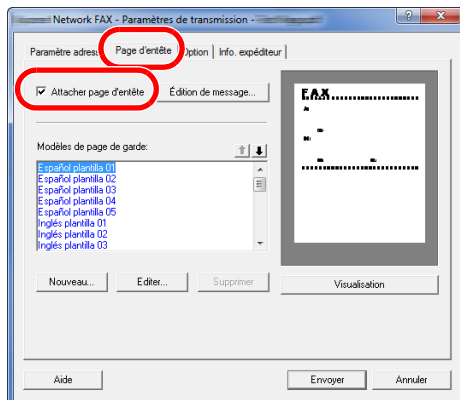 Network FAX - Paramètres de transmission -
Paramètre adres
Page d'entête
Option
Info. expéditeur
Attacher page d'entête
Édition de message...
FAX
Modèles de page de garde:
Español plantilla 01
Español plantilla 02
Español plantilla 03
Español plantilla 04
Español plantilla 05
Inglés plantilla 01
Inglés plantilla 02
Inglés plantilla 03
Nouveau...
Editer...
Supprimer
Visualisation
Aide
Envoyer
Annuler